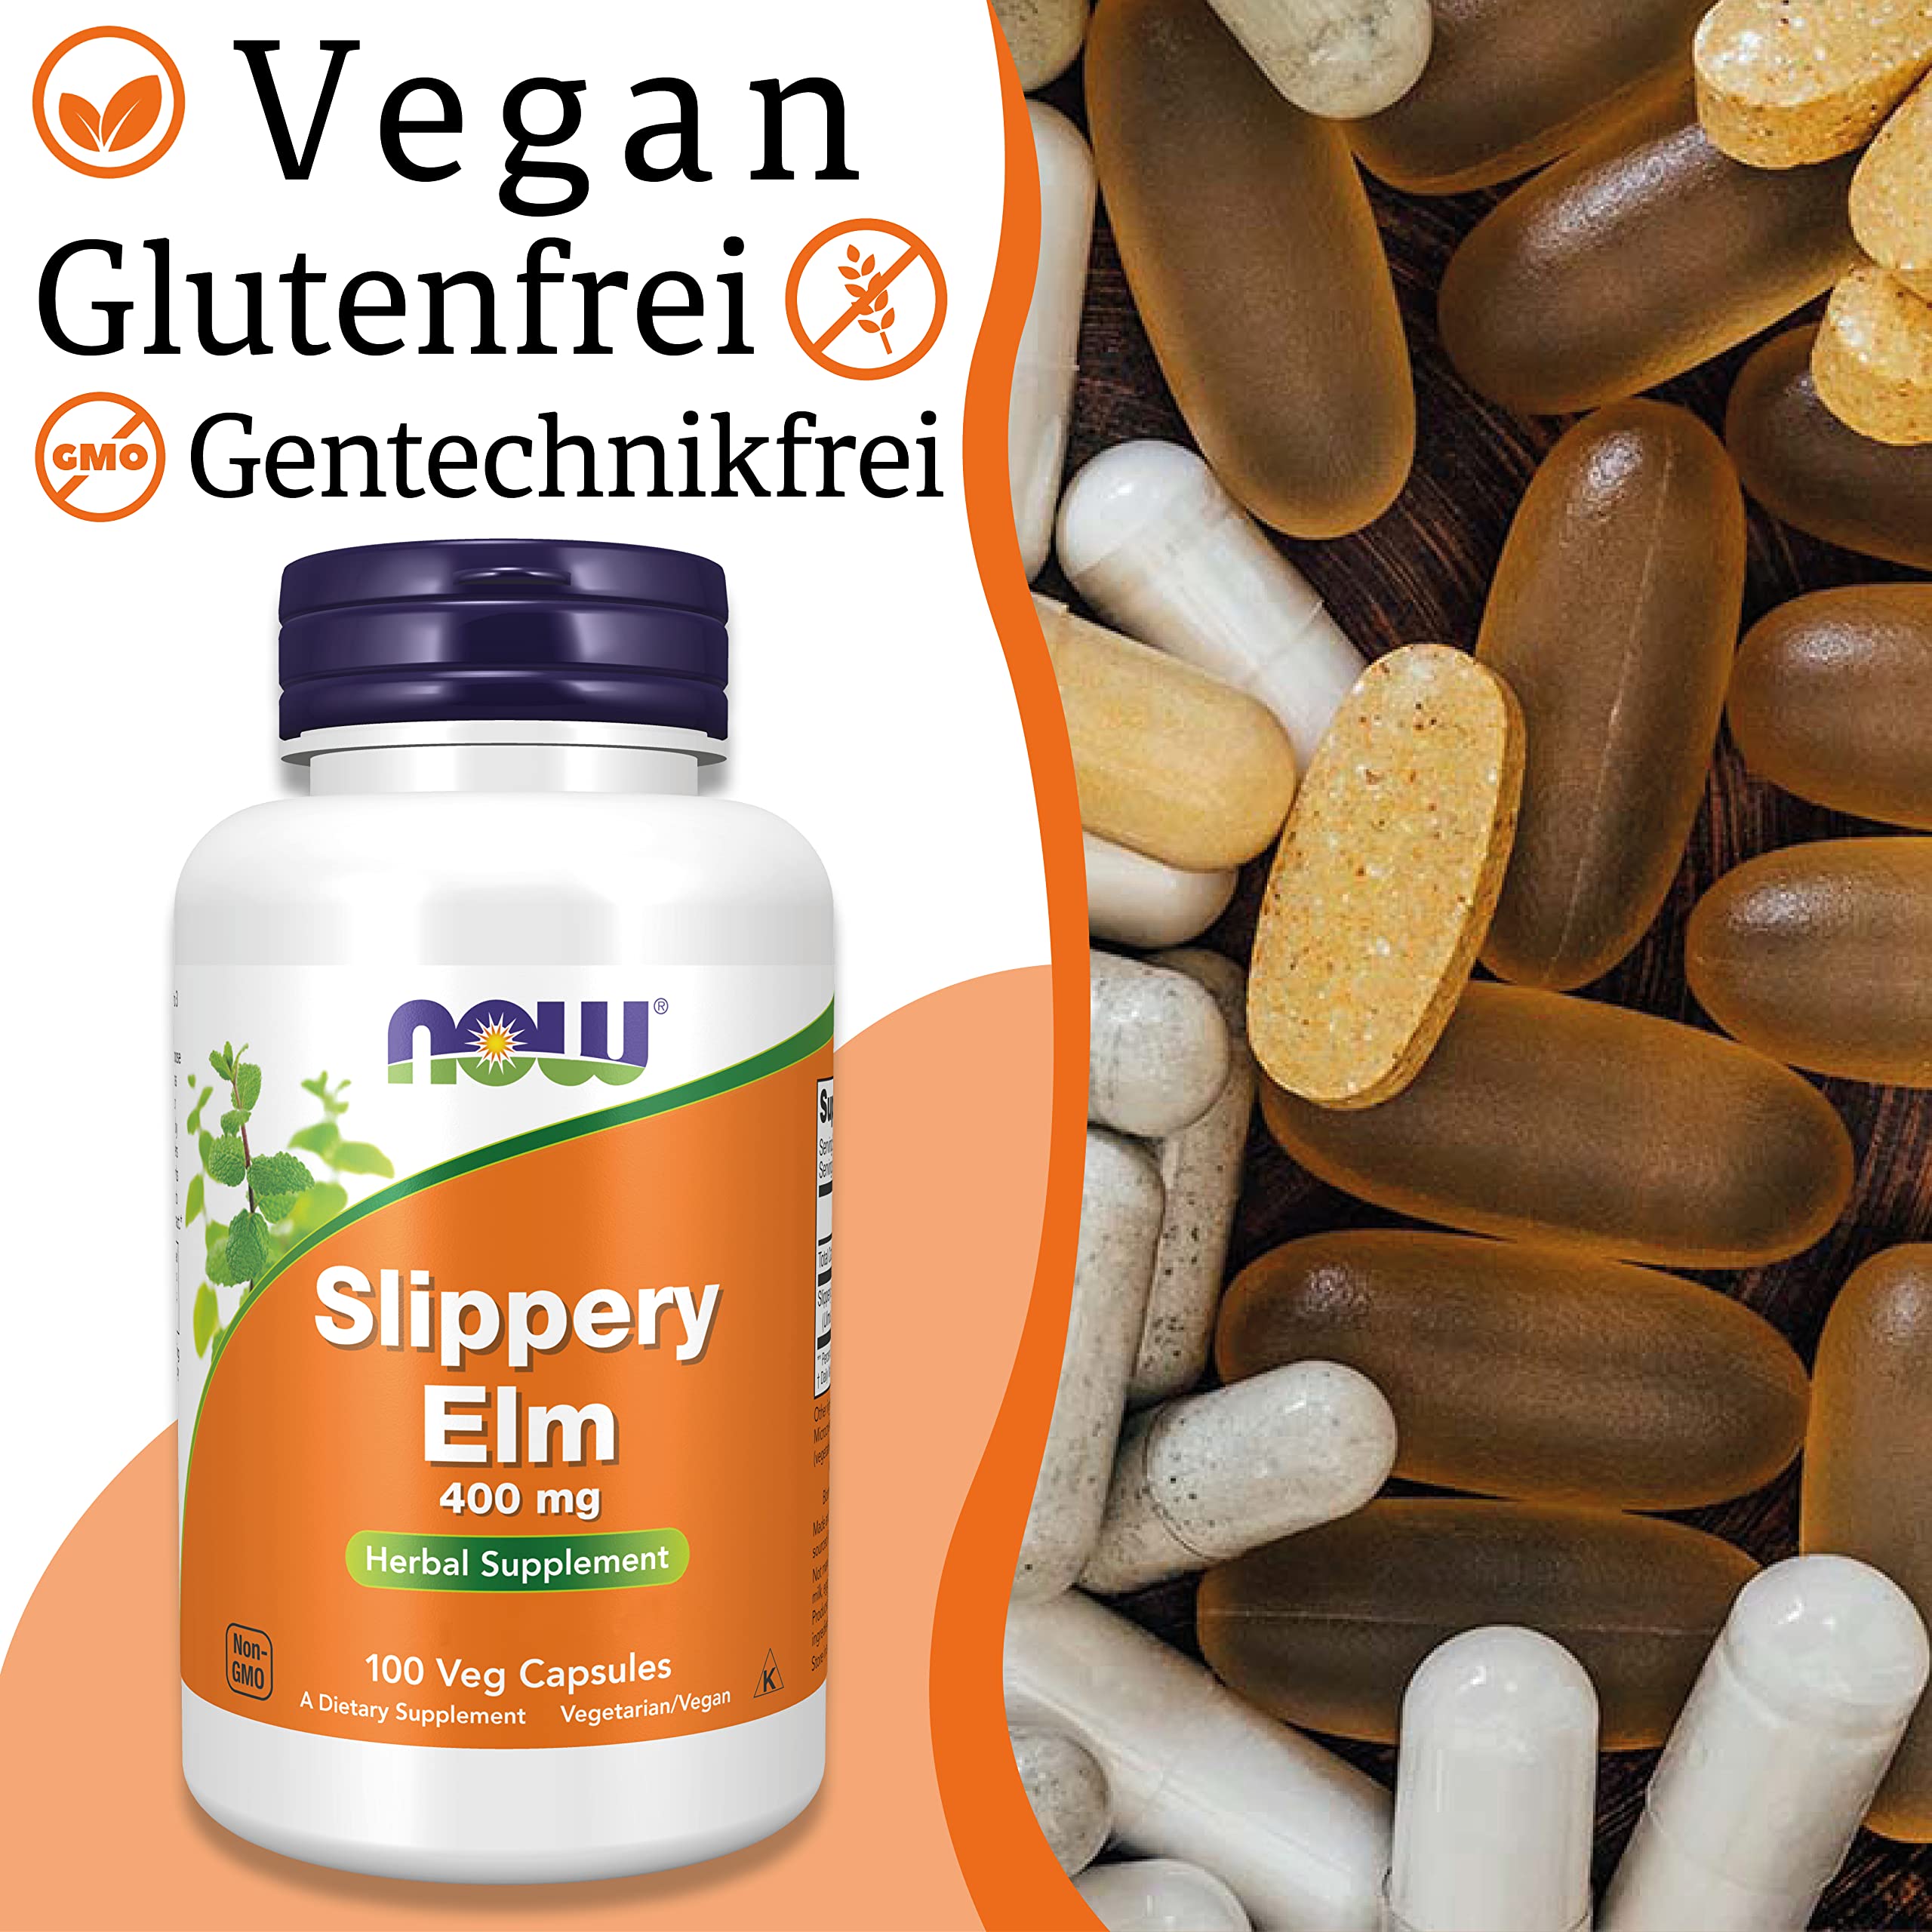 Vegan
Glutenfrei
GMO
Gentechnikfrei
NOW®
Slippery
Elm
400 mg
Herbal Supplement
Non-
GMO
100 Veg Capsules
A Dietary Supplement Vegetarian/Vegan
K